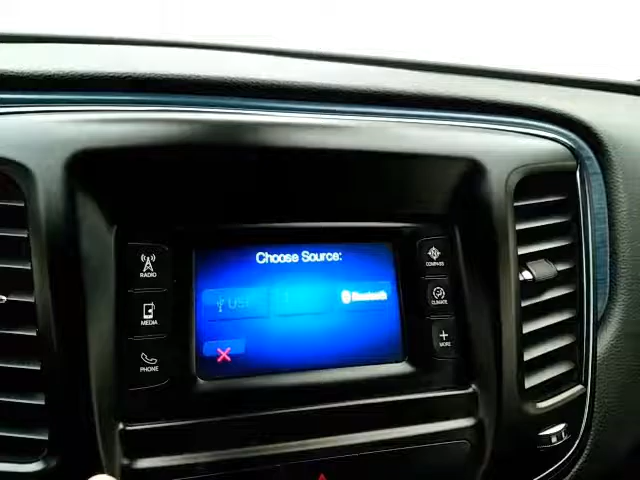 Choose Source:
RADIO
COMPASS
USB
Bluetooth
MEDIA
CLIMATE
PHONE
MORE